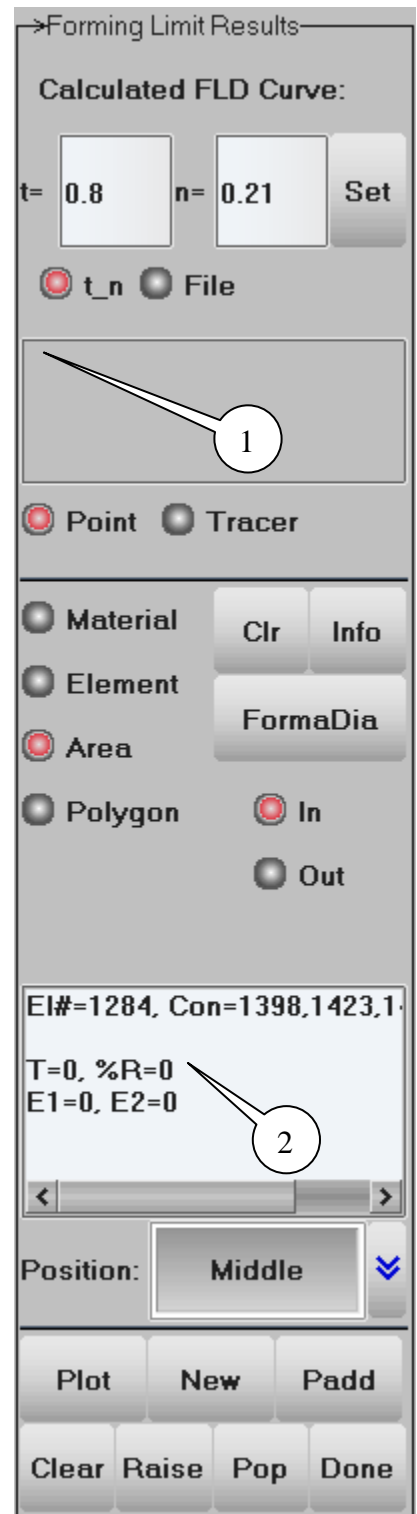 ->Forming Limit Results
Calculated FLD Curve:
t= 0.8 n= 0.21 Set
t_n File
1
Point Tracer
Material Clr Info
Element
FormaDia
Area
Polygon In
Out
El#=1284, Con=1398,1423,1
T=0, %R=0
E1=0, E2=0
2
Position: Middle
Plot New Padd
Clear Raise Pop Done